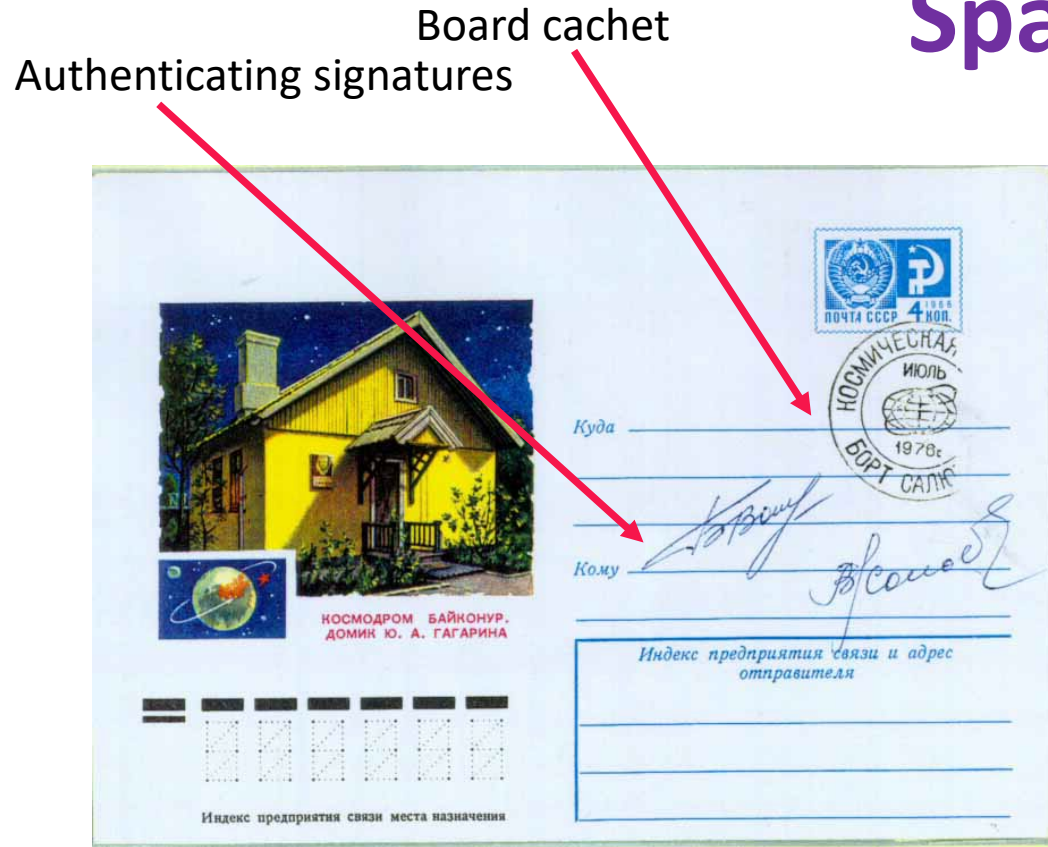 Spa
Board cachet
Authenticating signatures
ПОЧТА СССР 4 1966 КОП.
КОСМИЧЕСКАЯ
ИЮЛЬ
1976г
БОРТ САЛЮ
Куда
Кому
КОСМОДРОМ БАЙКОНУР.
ДОМИК Ю. А. ГАГАРИНА
Индекс предприятия связи и адрес
отправителя
Индекс предприятия связи места назначения